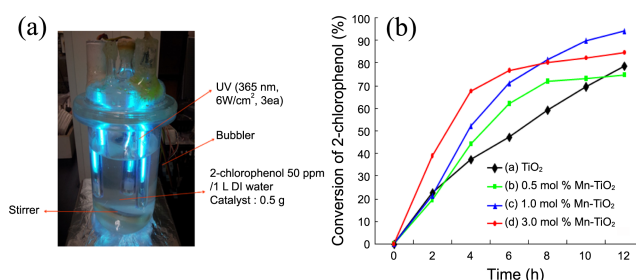 (a)
UV (365 nm,
6W/cm², 3ea)
Bubbler
2-chlorophenol 50 ppm
/1 L DI water
Catalyst : 0.5 g
Stirrer
(b)
Conversion of 2-chlorophenol (%)
100
90
80
70
60
50
40
30
20
10
0
(a) TiO₂
(b) 0.5 mol % Mn-TiO₂
(c) 1.0 mol % Mn-TiO₂
(d) 3.0 mol % Mn-TiO₂
0 2 4 6 8 10 12
Time (h)